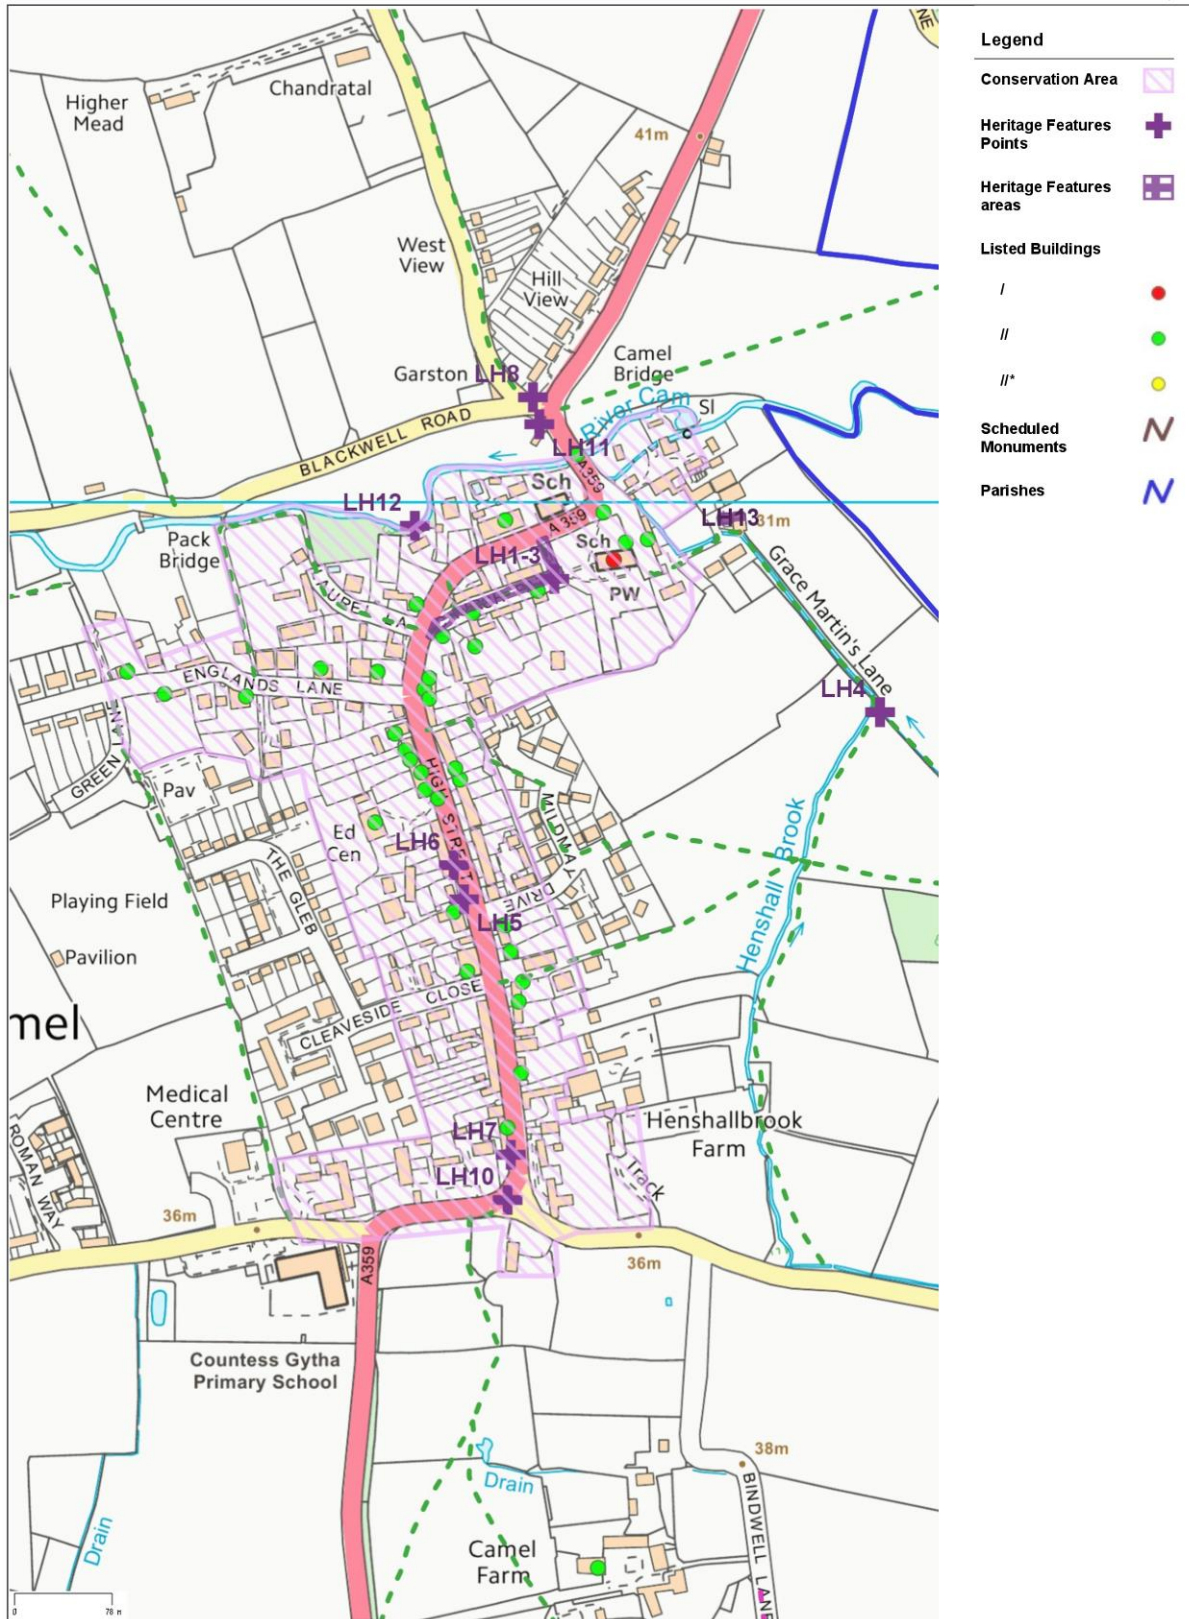 NE
Higher
Mead
Chandratal
41m
West
View
Hill
View
Garston
LH8
Camel
Bridge
River Cam
SI
BLACKWELL ROAD
LH11
A359
Sch
LH12
LH13
31m
A 359
LH1-3
Sch
Pack
Bridge
PW
Grace Martin's Lane
ENGLANDS LANE
LH4
GREEN
Pav
HIGH STREET
MILDMAY
DRIVE
Ed
Cen
LH6
THE GLEB
Henshall Brook
Playing Field
LH5
Pavilion
mel
CLEAVESIDE CLOSE
Medical
Centre
Henshallbrook
Farm
LH7
LH10
Track
ROMAN WAY
36m
36m
A359
Countess Gytha
Primary School
38m
Drain
BINDWELL LANE
Drain
Camel
Farm
0 78 m
Legend
Conservation Area
Heritage Features
Points
Heritage Features
areas
Listed Buildings
I
II
II*
Scheduled
Monuments
Parishes